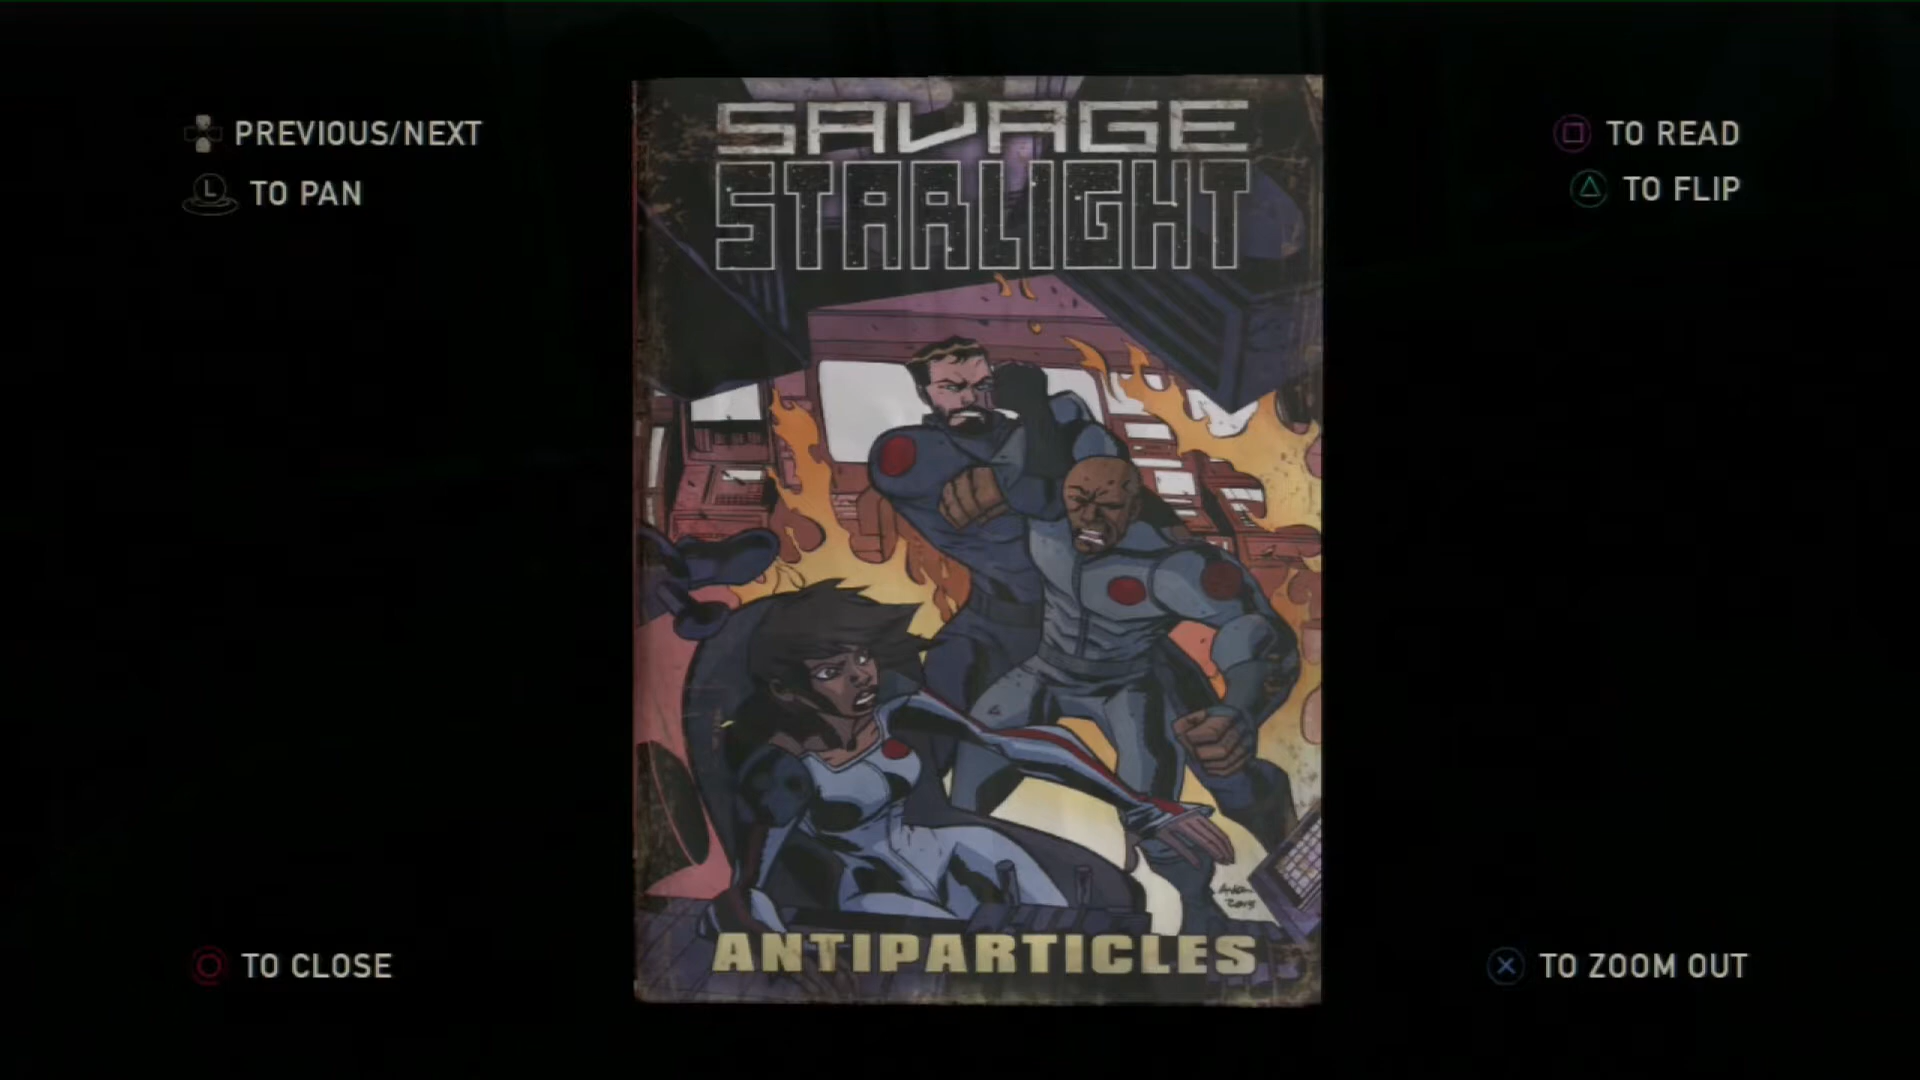 PREVIOUS/NEXT
L TO PAN
SAVAGE
STARLIGHT
TO READ
TO FLIP
ANTIPARTICLES
TO CLOSE
TO ZOOM OUT